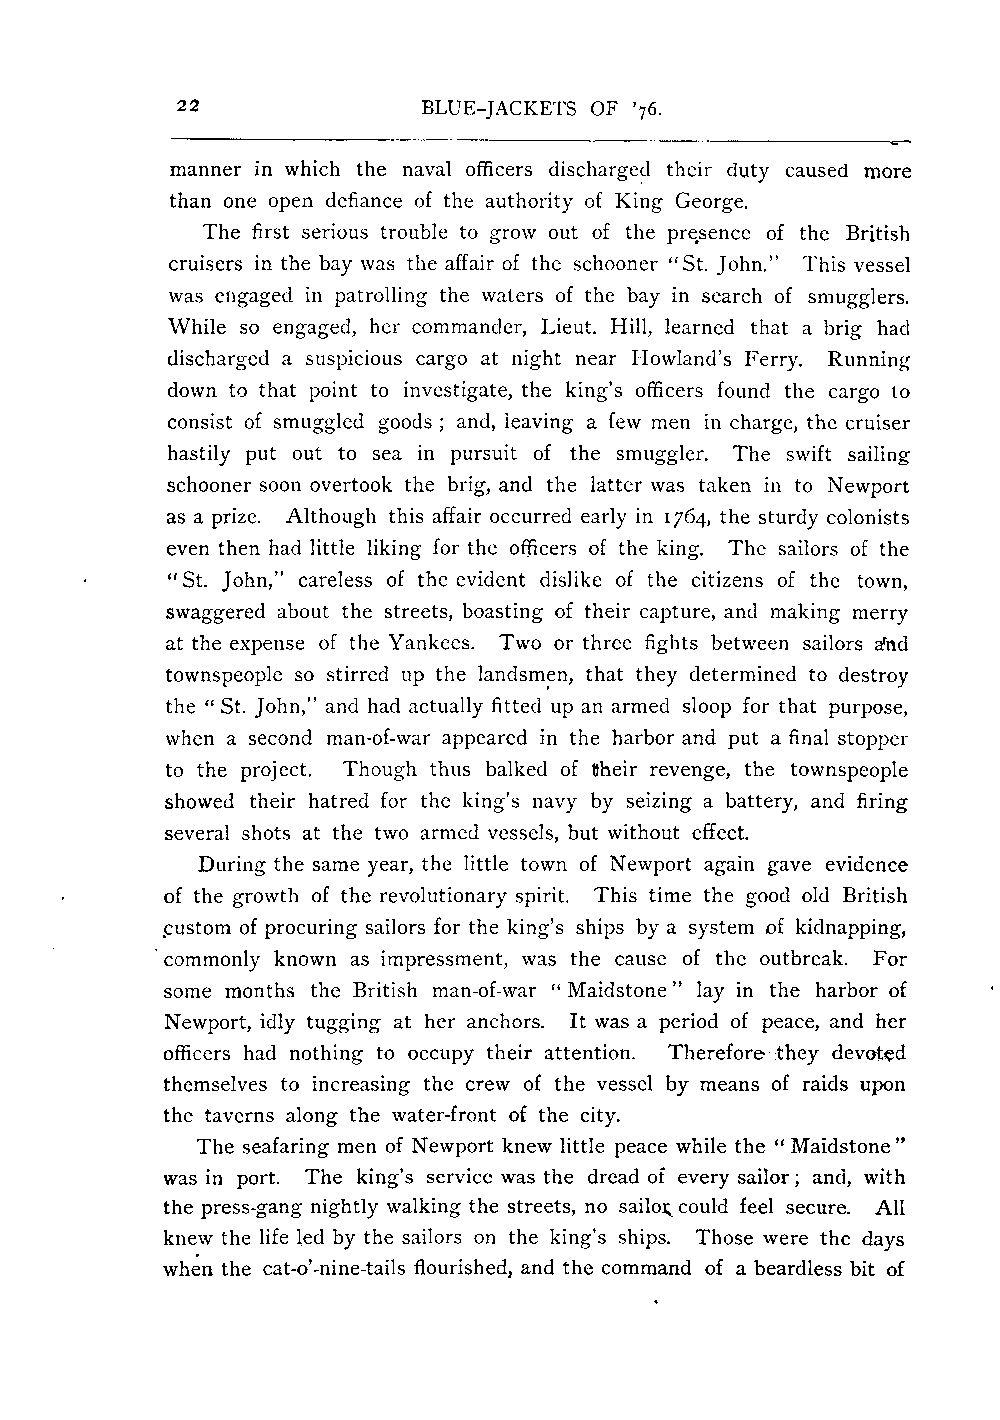 22 BLUE-JACKETS OF '76.
manner in which the naval officers discharged their duty caused more
than one open defiance of the authority of King George.
The first serious trouble to grow out of the presence of the British
cruisers in the bay was the affair of the schooner "St. John." This vessel
was engaged in patrolling the waters of the bay in search of smugglers.
While so engaged, her commander, Lieut. Hill, learned that a brig had
discharged a suspicious cargo at night near Howland's Ferry. Running
down to that point to investigate, the king's officers found the cargo to
consist of smuggled goods ; and, leaving a few men in charge, the cruiser
hastily put out to sea in pursuit of the smuggler. The swift sailing
schooner soon overtook the brig, and the latter was taken in to Newport
as a prize. Although this affair occurred early in 1764, the sturdy colonists
even then had little liking for the officers of the king. The sailors of the
"St. John," careless of the evident dislike of the citizens of the town,
swaggered about the streets, boasting of their capture, and making merry
at the expense of the Yankees. Two or three fights between sailors and
townspeople so stirred up the landsmen, that they determined to destroy
the "St. John," and had actually fitted up an armed sloop for that purpose,
when a second man-of-war appeared in the harbor and put a final stopper
to the project. Though thus balked of their revenge, the townspeople
showed their hatred for the king's navy by seizing a battery, and firing
several shots at the two armed vessels, but without effect.
During the same year, the little town of Newport again gave evidence
of the growth of the revolutionary spirit. This time the good old British
custom of procuring sailors for the king's ships by a system of kidnapping,
commonly known as impressment, was the cause of the outbreak. For
some months the British man-of-war "Maidstone" lay in the harbor of
Newport, idly tugging at her anchors. It was a period of peace, and her
officers had nothing to occupy their attention. Therefore they devoted
themselves to increasing the crew of the vessel by means of raids upon
the taverns along the water-front of the city.
The seafaring men of Newport knew little peace while the "Maidstone"
was in port. The king's service was the dread of every sailor ; and, with
the press-gang nightly walking the streets, no sailor could feel secure. All
knew the life led by the sailors on the king's ships. Those were the days
when the cat-o'-nine-tails flourished, and the command of a beardless bit of